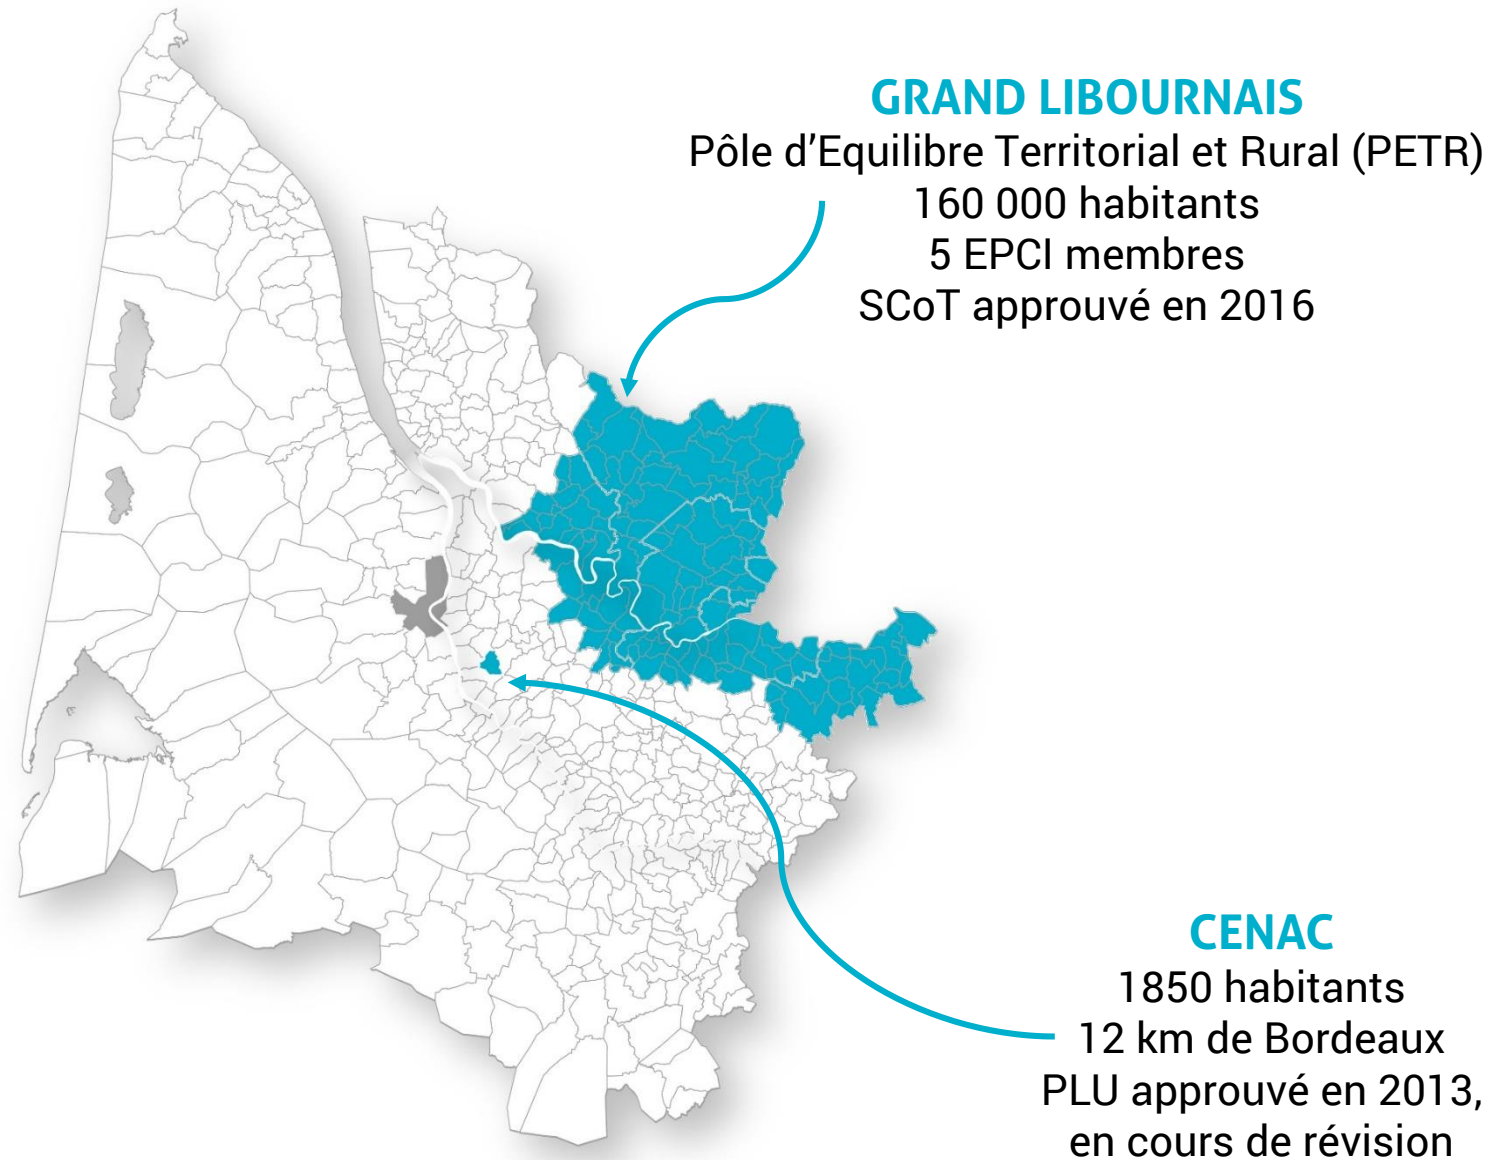 GRAND LIBOURNAIS
Pôle d'Equilibre Territorial et Rural (PETR)
160 000 habitants
5 EPCI membres
SCoT approuvé en 2016
CENAC
1850 habitants
12 km de Bordeaux
PLU approuvé en 2013,
en cours de révision